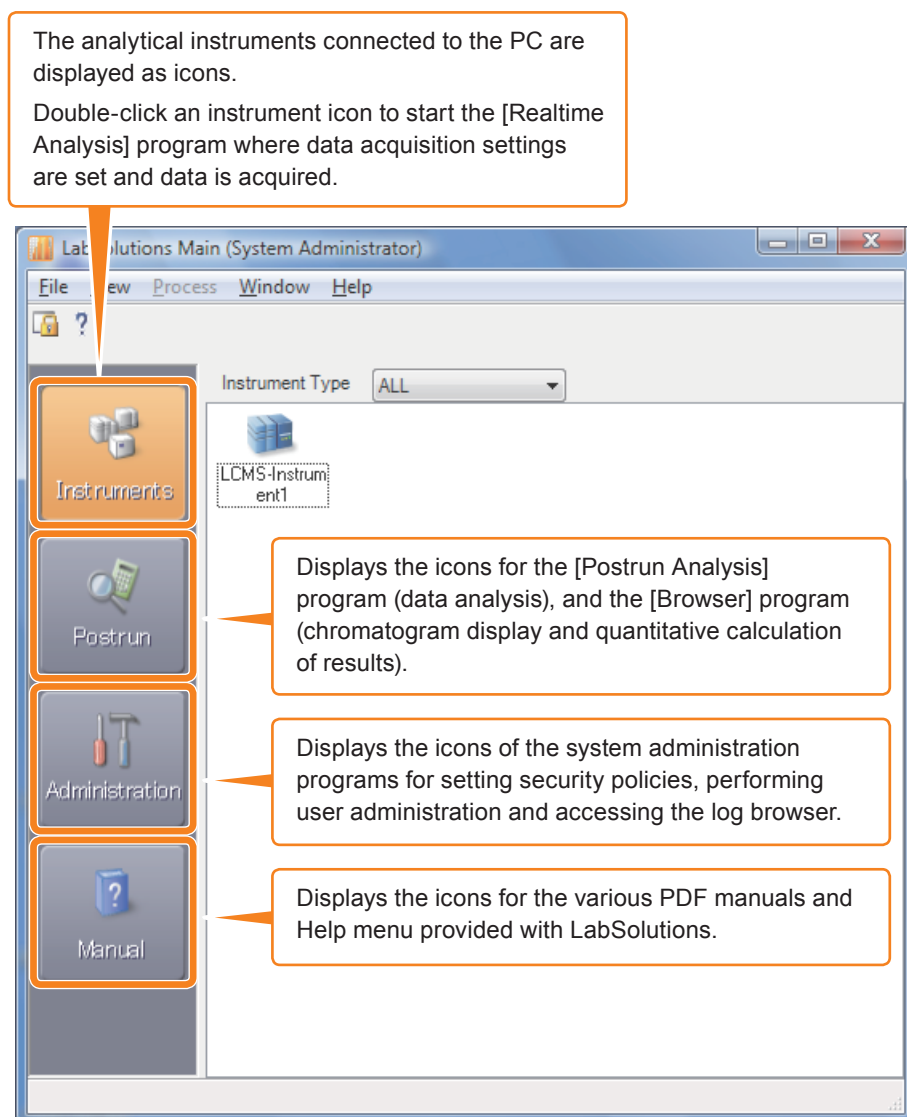 The analytical instruments connected to the PC are
displayed as icons.
Double-click an instrument icon to start the [Realtime
Analysis] program where data acquisition settings
are set and data is acquired.
Lab olutions Main (System Administrator)
File ew Process Window Help
?
Instrument Type ALL
Instruments
LCMS-Instrum
ent1
Displays the icons for the [Postrun Analysis]
program (data analysis), and the [Browser] program
(chromatogram display and quantitative calculation
of results).
Postrun
Displays the icons of the system administration
programs for setting security policies, performing
user administration and accessing the log browser.
Administration
Displays the icons for the various PDF manuals and
Help menu provided with LabSolutions.
?
Manual